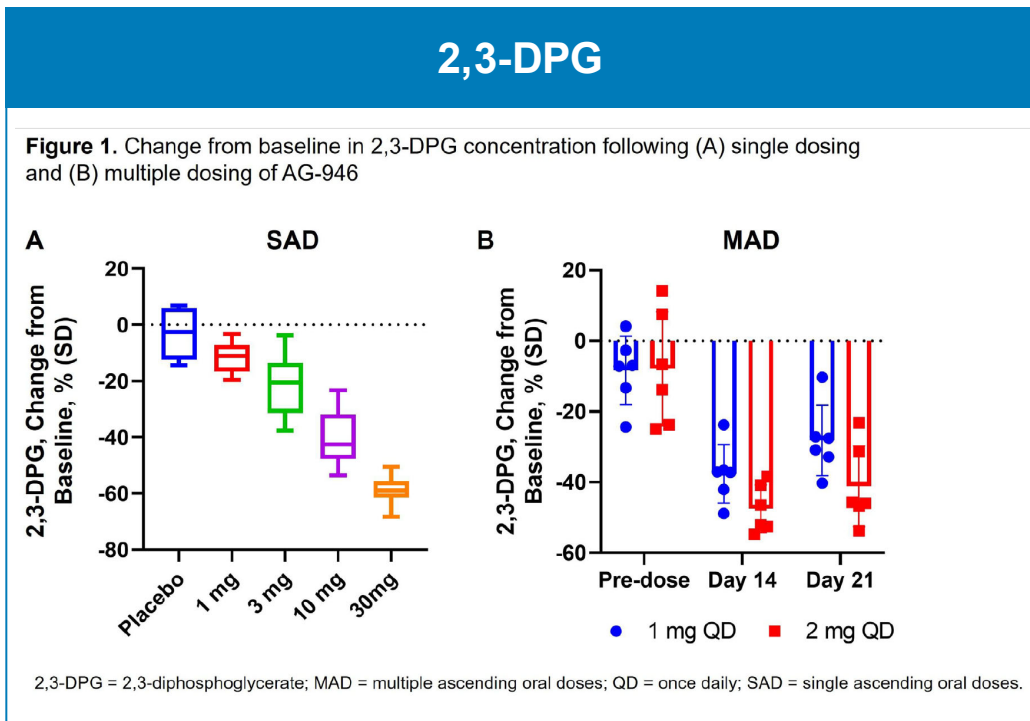 2,3-DPG
Figure 1. Change from baseline in 2,3-DPG concentration following (A) single dosing
and (B) multiple dosing of AG-946
A
SAD
2,3-DPG, Change from
Baseline, % (SD)
20
0
-20
-40
-60
-80
Placebo
1 mg
3 mg
10 mg
30mg
B
MAD
2,3-DPG, Change from
Baseline, % (SD)
20
0
-20
-40
-60
Pre-dose
Day 14
Day 21
1 mg QD
2 mg QD
2,3-DPG = 2,3-diphosphoglycerate; MAD = multiple ascending oral doses; QD = once daily; SAD = single ascending oral doses.